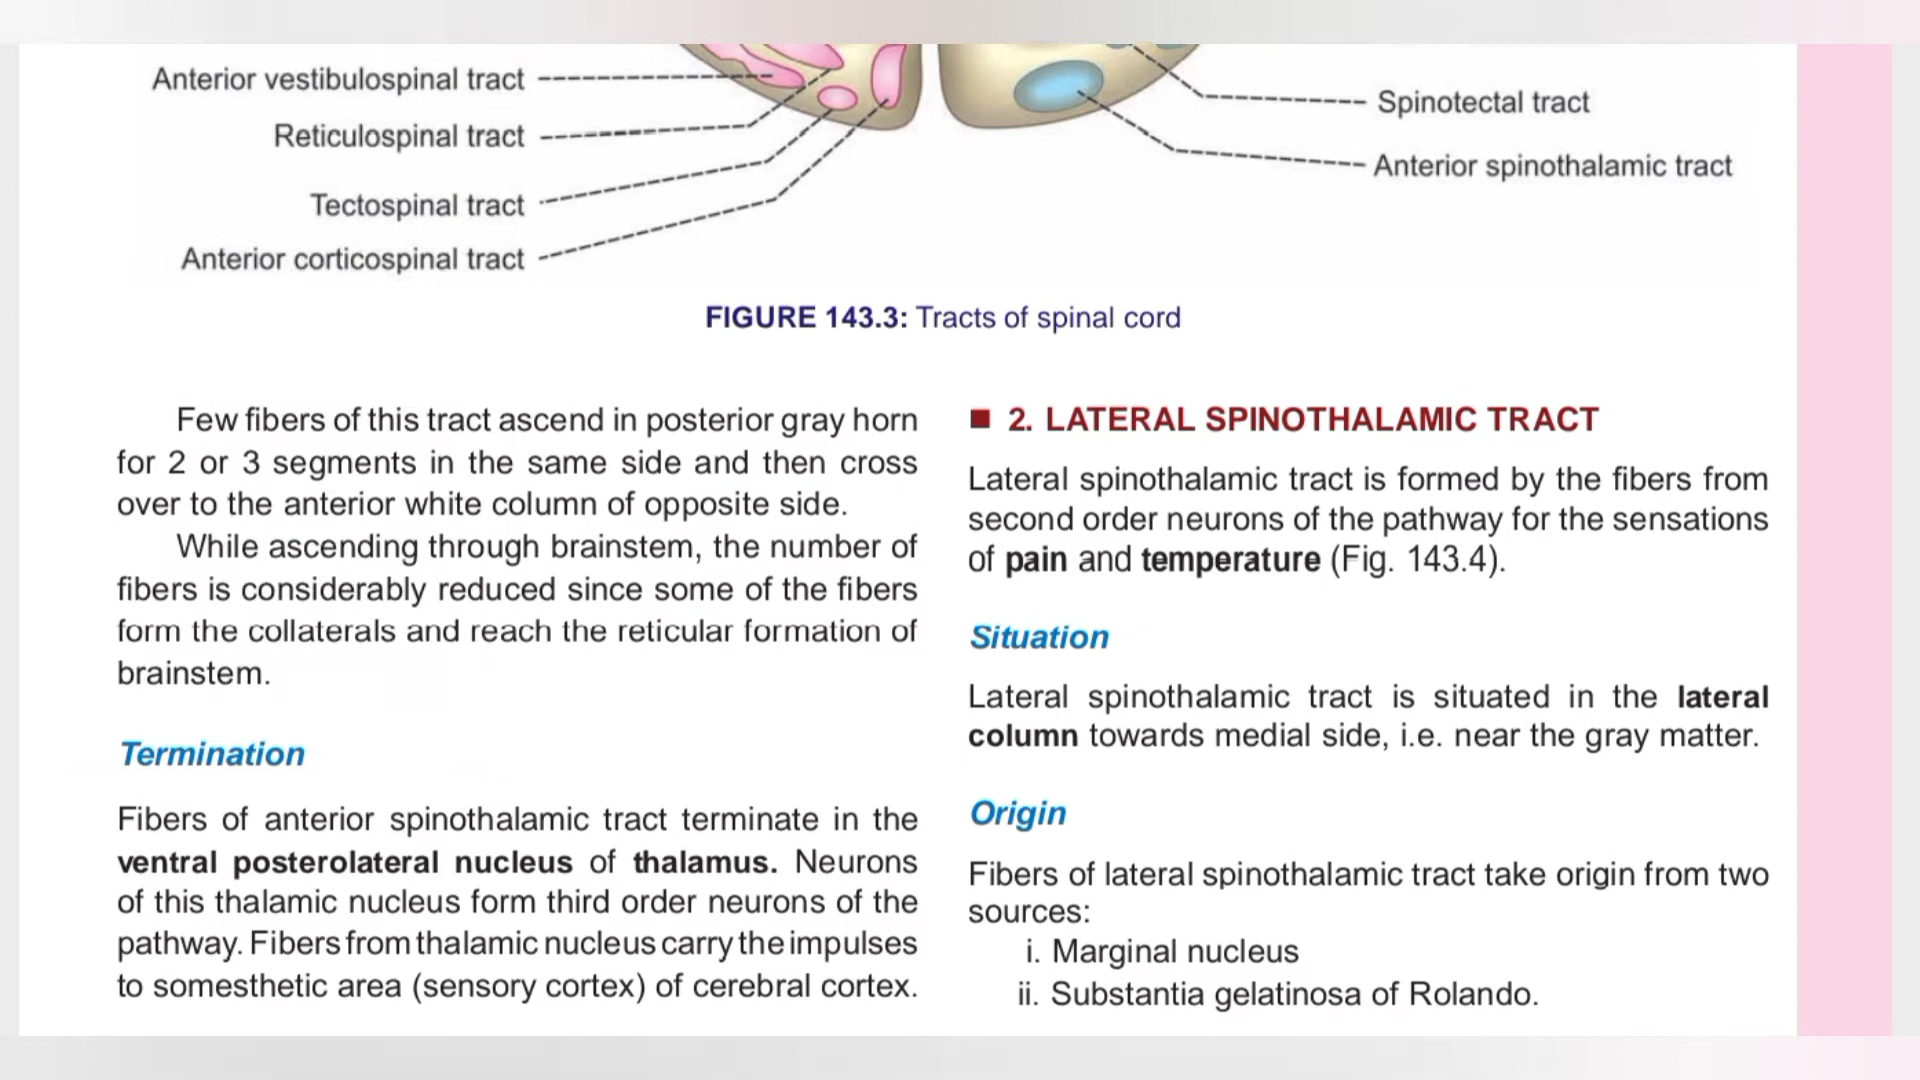 Anterior vestibulospinal tract
Reticulospinal tract
Tectospinal tract
Anterior corticospinal tract
Spinotectal tract
Anterior spinothalamic tract
FIGURE 143.3: Tracts of spinal cord
Few fibers of this tract ascend in posterior gray horn
for 2 or 3 segments in the same side and then cross
over to the anterior white column of opposite side.
While ascending through brainstem, the number of
fibers is considerably reduced since some of the fibers
form the collaterals and reach the reticular formation of
brainstem.
Termination
Fibers of anterior spinothalamic tract terminate in the
ventral posterolateral nucleus of thalamus. Neurons
of this thalamic nucleus form third order neurons of the
pathway. Fibers from thalamic nucleus carry the impulses
to somesthetic area (sensory cortex) of cerebral cortex.
2. LATERAL SPINOTHALAMIC TRACT
Lateral spinothalamic tract is formed by the fibers from
second order neurons of the pathway for the sensations
of pain and temperature (Fig. 143.4).
Situation
Lateral spinothalamic tract is situated in the lateral
column towards medial side, i.e. near the gray matter.
Origin
Fibers of lateral spinothalamic tract take origin from two
sources:
i. Marginal nucleus
ii. Substantia gelatinosa of Rolando.